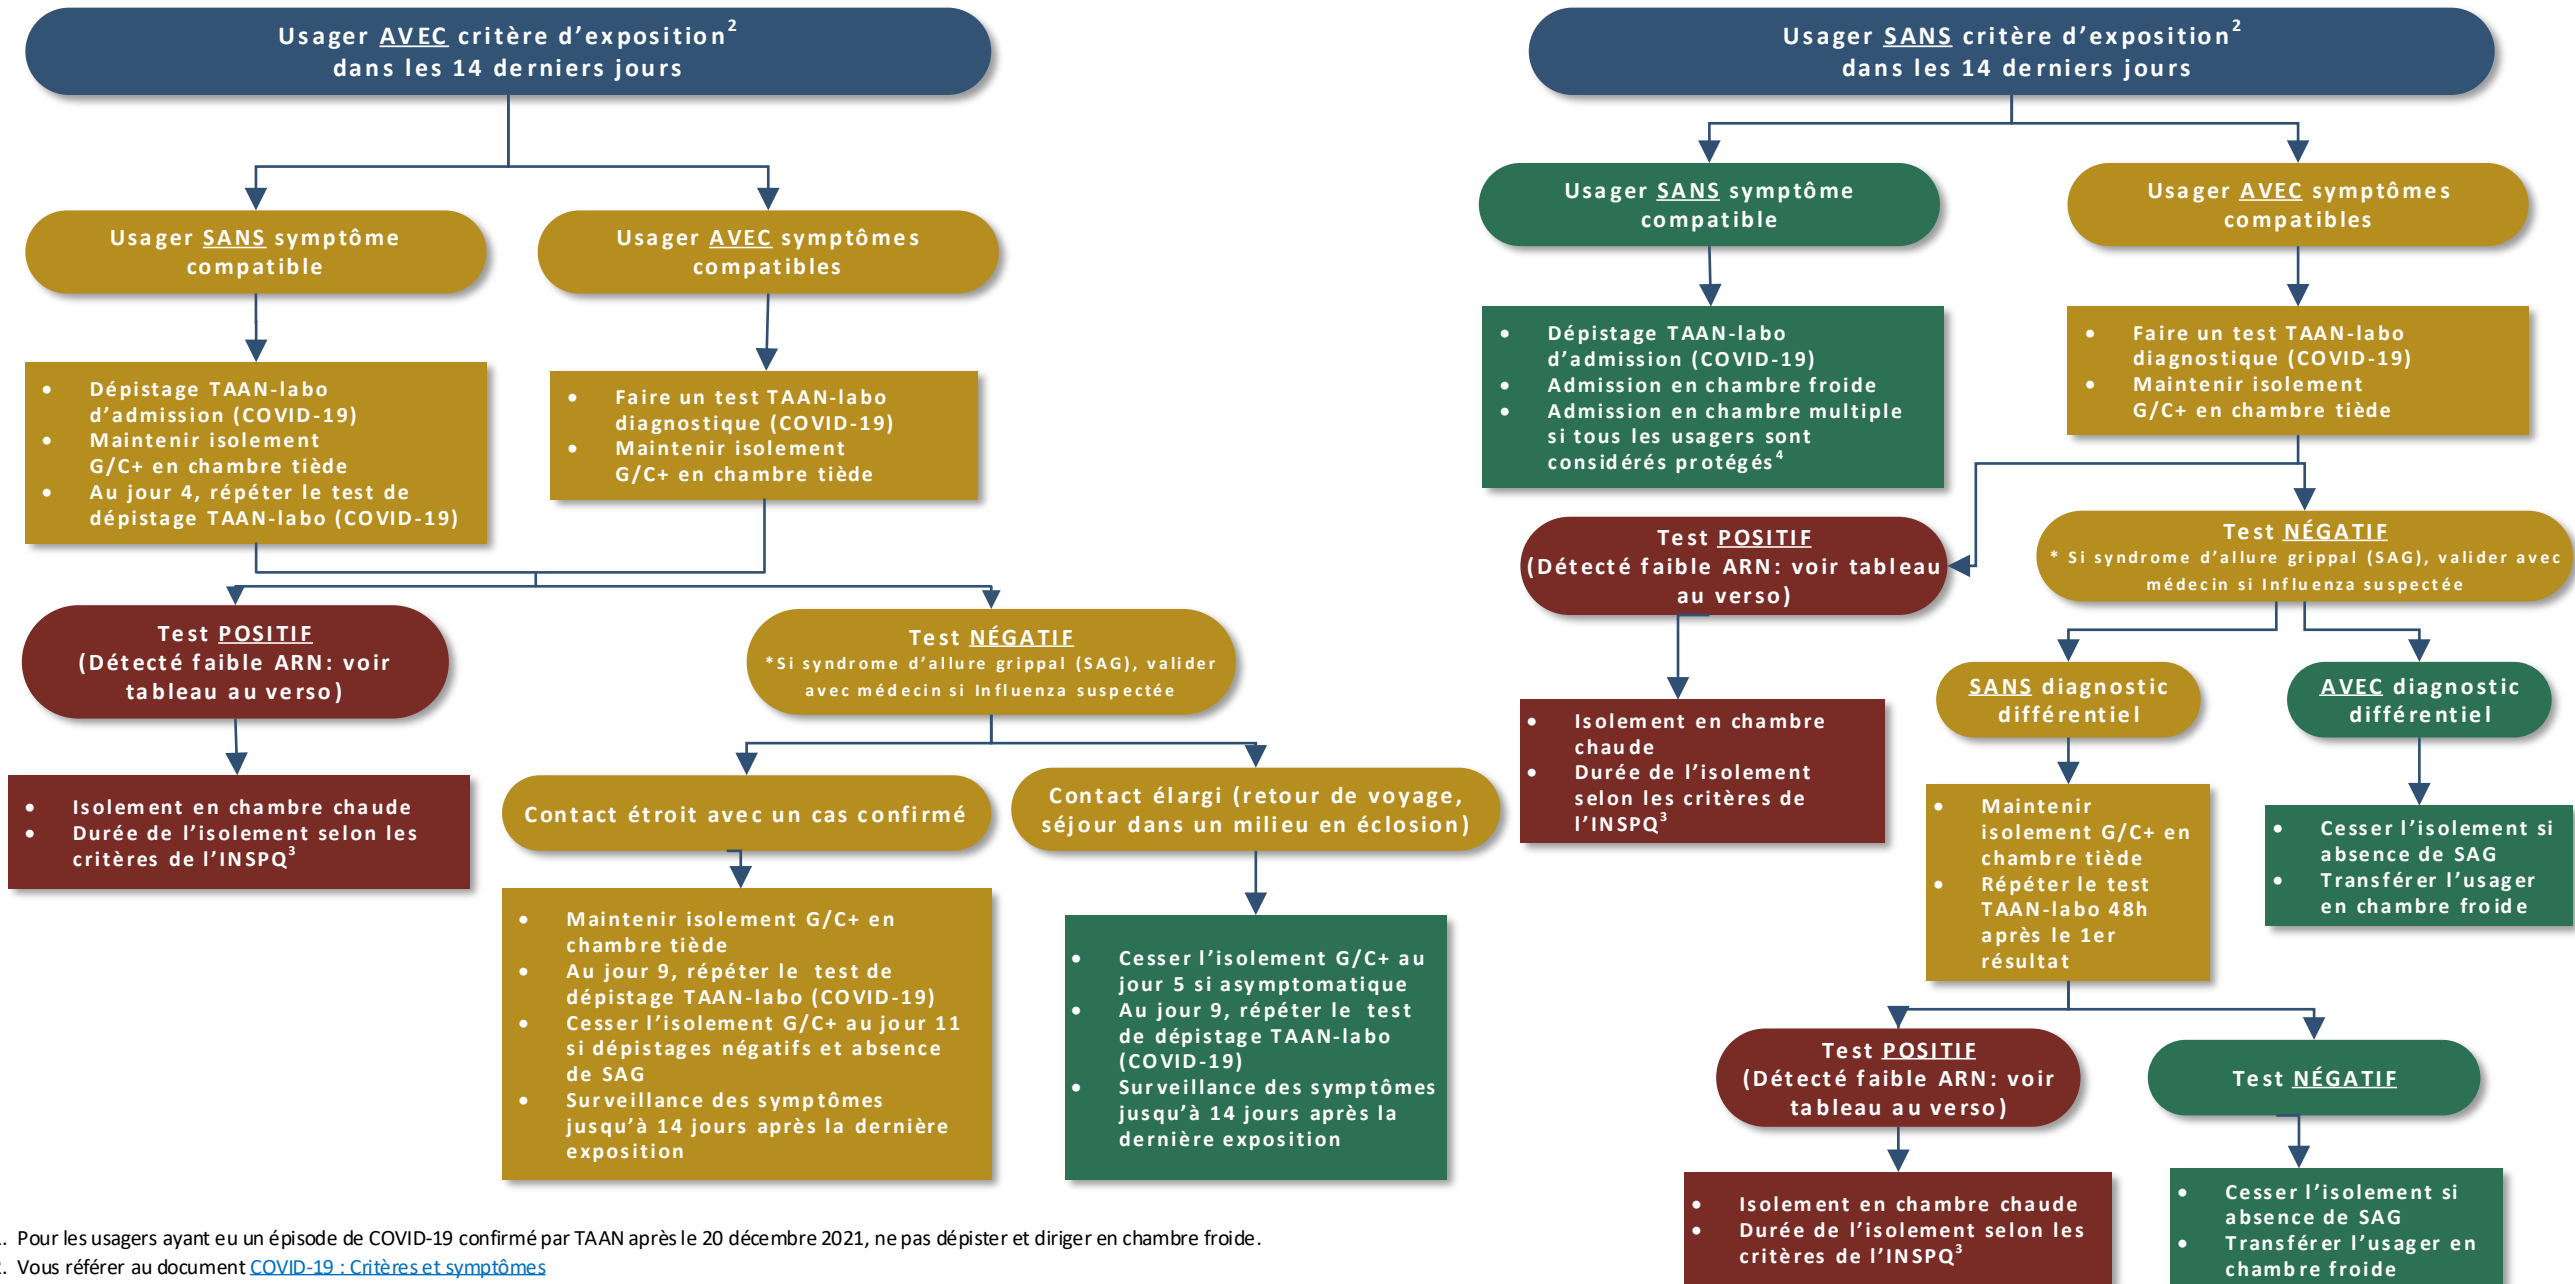 Usager AVEC critère d’exposition2
dans les 14 derniers jours
Usager SANS symptôme
compatible
Usager AVEC symptômes
compatibles
• Dépistage TAAN-labo
d’admission (COVID-19)
• Maintenir isolement
G/C+ en chambre tiède
• Au jour 4, répéter le test de
dépistage TAAN-labo (COVID-19)
• Faire un test TAAN-labo
diagnostique (COVID-19)
• Maintenir isolement
G/C+ en chambre tiède
Test POSITIF
(Détecté faible ARN: voir
tableau au verso)
Test NÉGATIF
*Si syndrome d’allure grippal (SAG), valider
avec médecin si Influenza suspectée
• Isolement en chambre chaude
• Durée de l’isolement selon les
critères de l’INSPQ3
Contact étroit avec un cas confirmé
Contact élargi (retour de voyage,
séjour dans un milieu en éclosion)
• Maintenir isolement G/C+ en
chambre tiède
• Au jour 9, répéter le test de
dépistage TAAN-labo (COVID-19)
• Cesser l’isolement G/C+ au jour 11
si dépistages négatifs et absence
de SAG
• Surveillance des symptômes
jusqu’à 14 jours après la dernière
exposition
• Cesser l’isolement G/C+ au
jour 5 si asymptomatique
• Au jour 9, répéter le test
de dépistage TAAN-labo
(COVID-19)
• Surveillance des symptômes
jusqu’à 14 jours après la
dernière exposition
Usager SANS critère d’exposition2
dans les 14 derniers jours
Usager SANS symptôme
compatible
Usager AVEC symptômes
compatibles
• Dépistage TAAN-labo
d’admission (COVID-19)
• Admission en chambre froide
• Admission en chambre multiple
si tous les usagers sont
considérés protégés4
• Faire un test TAAN-labo
diagnostique (COVID-19)
• Maintenir isolement
G/C+ en chambre tiède
Test POSITIF
(Détecté faible ARN: voir tableau
au verso)
Test NÉGATIF
* Si syndrome d’allure grippal (SAG), valider avec
médecin si Influenza suspectée
• Isolement en chambre
chaude
• Durée de l’isolement
selon les critères de
l’INSPQ3
SANS diagnostic
différentiel
AVEC diagnostic
différentiel
• Maintenir
isolement G/C+ en
chambre tiède
• Répéter le test
TAAN-labo 48h
après le 1er
résultat
• Cesser l’isolement si
absence de SAG
• Transférer l’usager
en chambre froide
Test POSITIF
(Détecté faible ARN: voir
tableau au verso)
Test NÉGATIF
• Isolement en chambre chaude
• Durée de l’isolement selon les
critères de l’INSPQ3
• Cesser l’isolement si
absence de SAG
• Transférer l’usager en
chambre froide
. Pour les usagers ayant eu un épisode de COVID-19 confirmé par TAAN après le 20 décembre 2021, ne pas dépister et diriger en chambre froide.
. Vous référer au document COVID-19 : Critères et symptômes